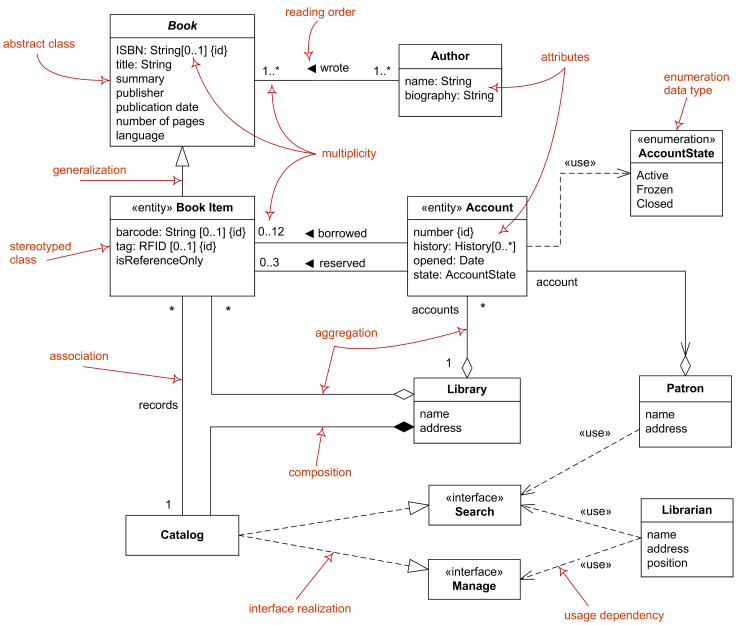 reading order
Book
abstract class
ISBN: String[0..1] {id}
title: String
summary
publisher
publication date
number of pages
language
1..*
◄ wrote
1..*
Author
name: String
biography: String
attributes
enumeration
data type
«enumeration»
AccountState
Active
Frozen
Closed
multiplicity
generalization
«use»
«entity» Book Item
barcode: String [0..1] {id}
tag: RFID [0..1] {id}
isReferenceOnly
stereotyped
class
0..12
◄ borrowed
0..3
◄ reserved
«entity» Account
number {id}
history: History[0..*]
opened: Date
state: AccountState
account
*
*
accounts
*
aggregation
association
1
records
Library
name
address
Patron
name
address
«use»
composition
1
Catalog
«interface»
Search
«use»
Librarian
name
address
position
«interface»
Manage
«use»
interface realization
usage dependency